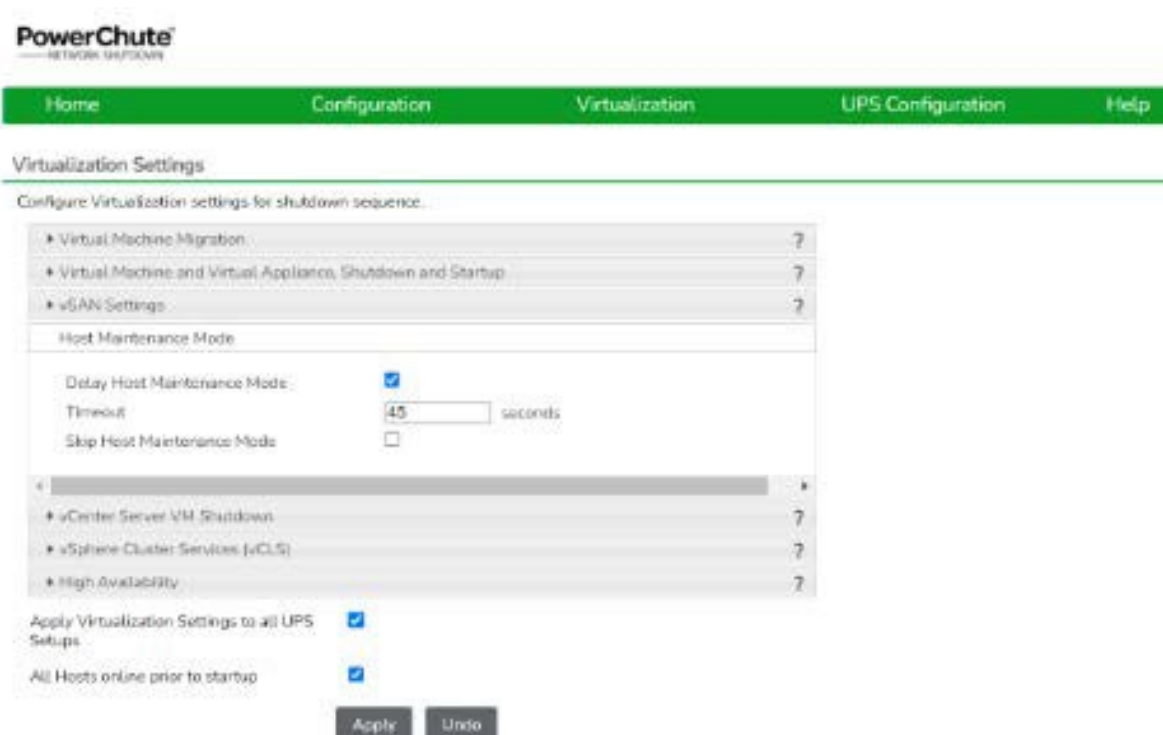 PowerChute
NETWORK SHUTDOWN
Home Configuration Virtualization UPS Configuration Help
Virtualization Settings
Configure Virtualization settings for shutdown sequence.
Virtual Machine Migration ?
Virtual Machine and Virtual Appliance, Shutdown and Startup ?
vSAN Settings ?
Host Maintenance Mode
Delay Host Maintenance Mode
Timeout 45 seconds
Skip Host Maintenance Mode
vCenter Server VM Shutdown ?
vSphere Cluster Services (vCLS) ?
High Availability ?
Apply Virtualization Settings to all UPS
Setups
All Hosts online prior to startup
Apply Undo